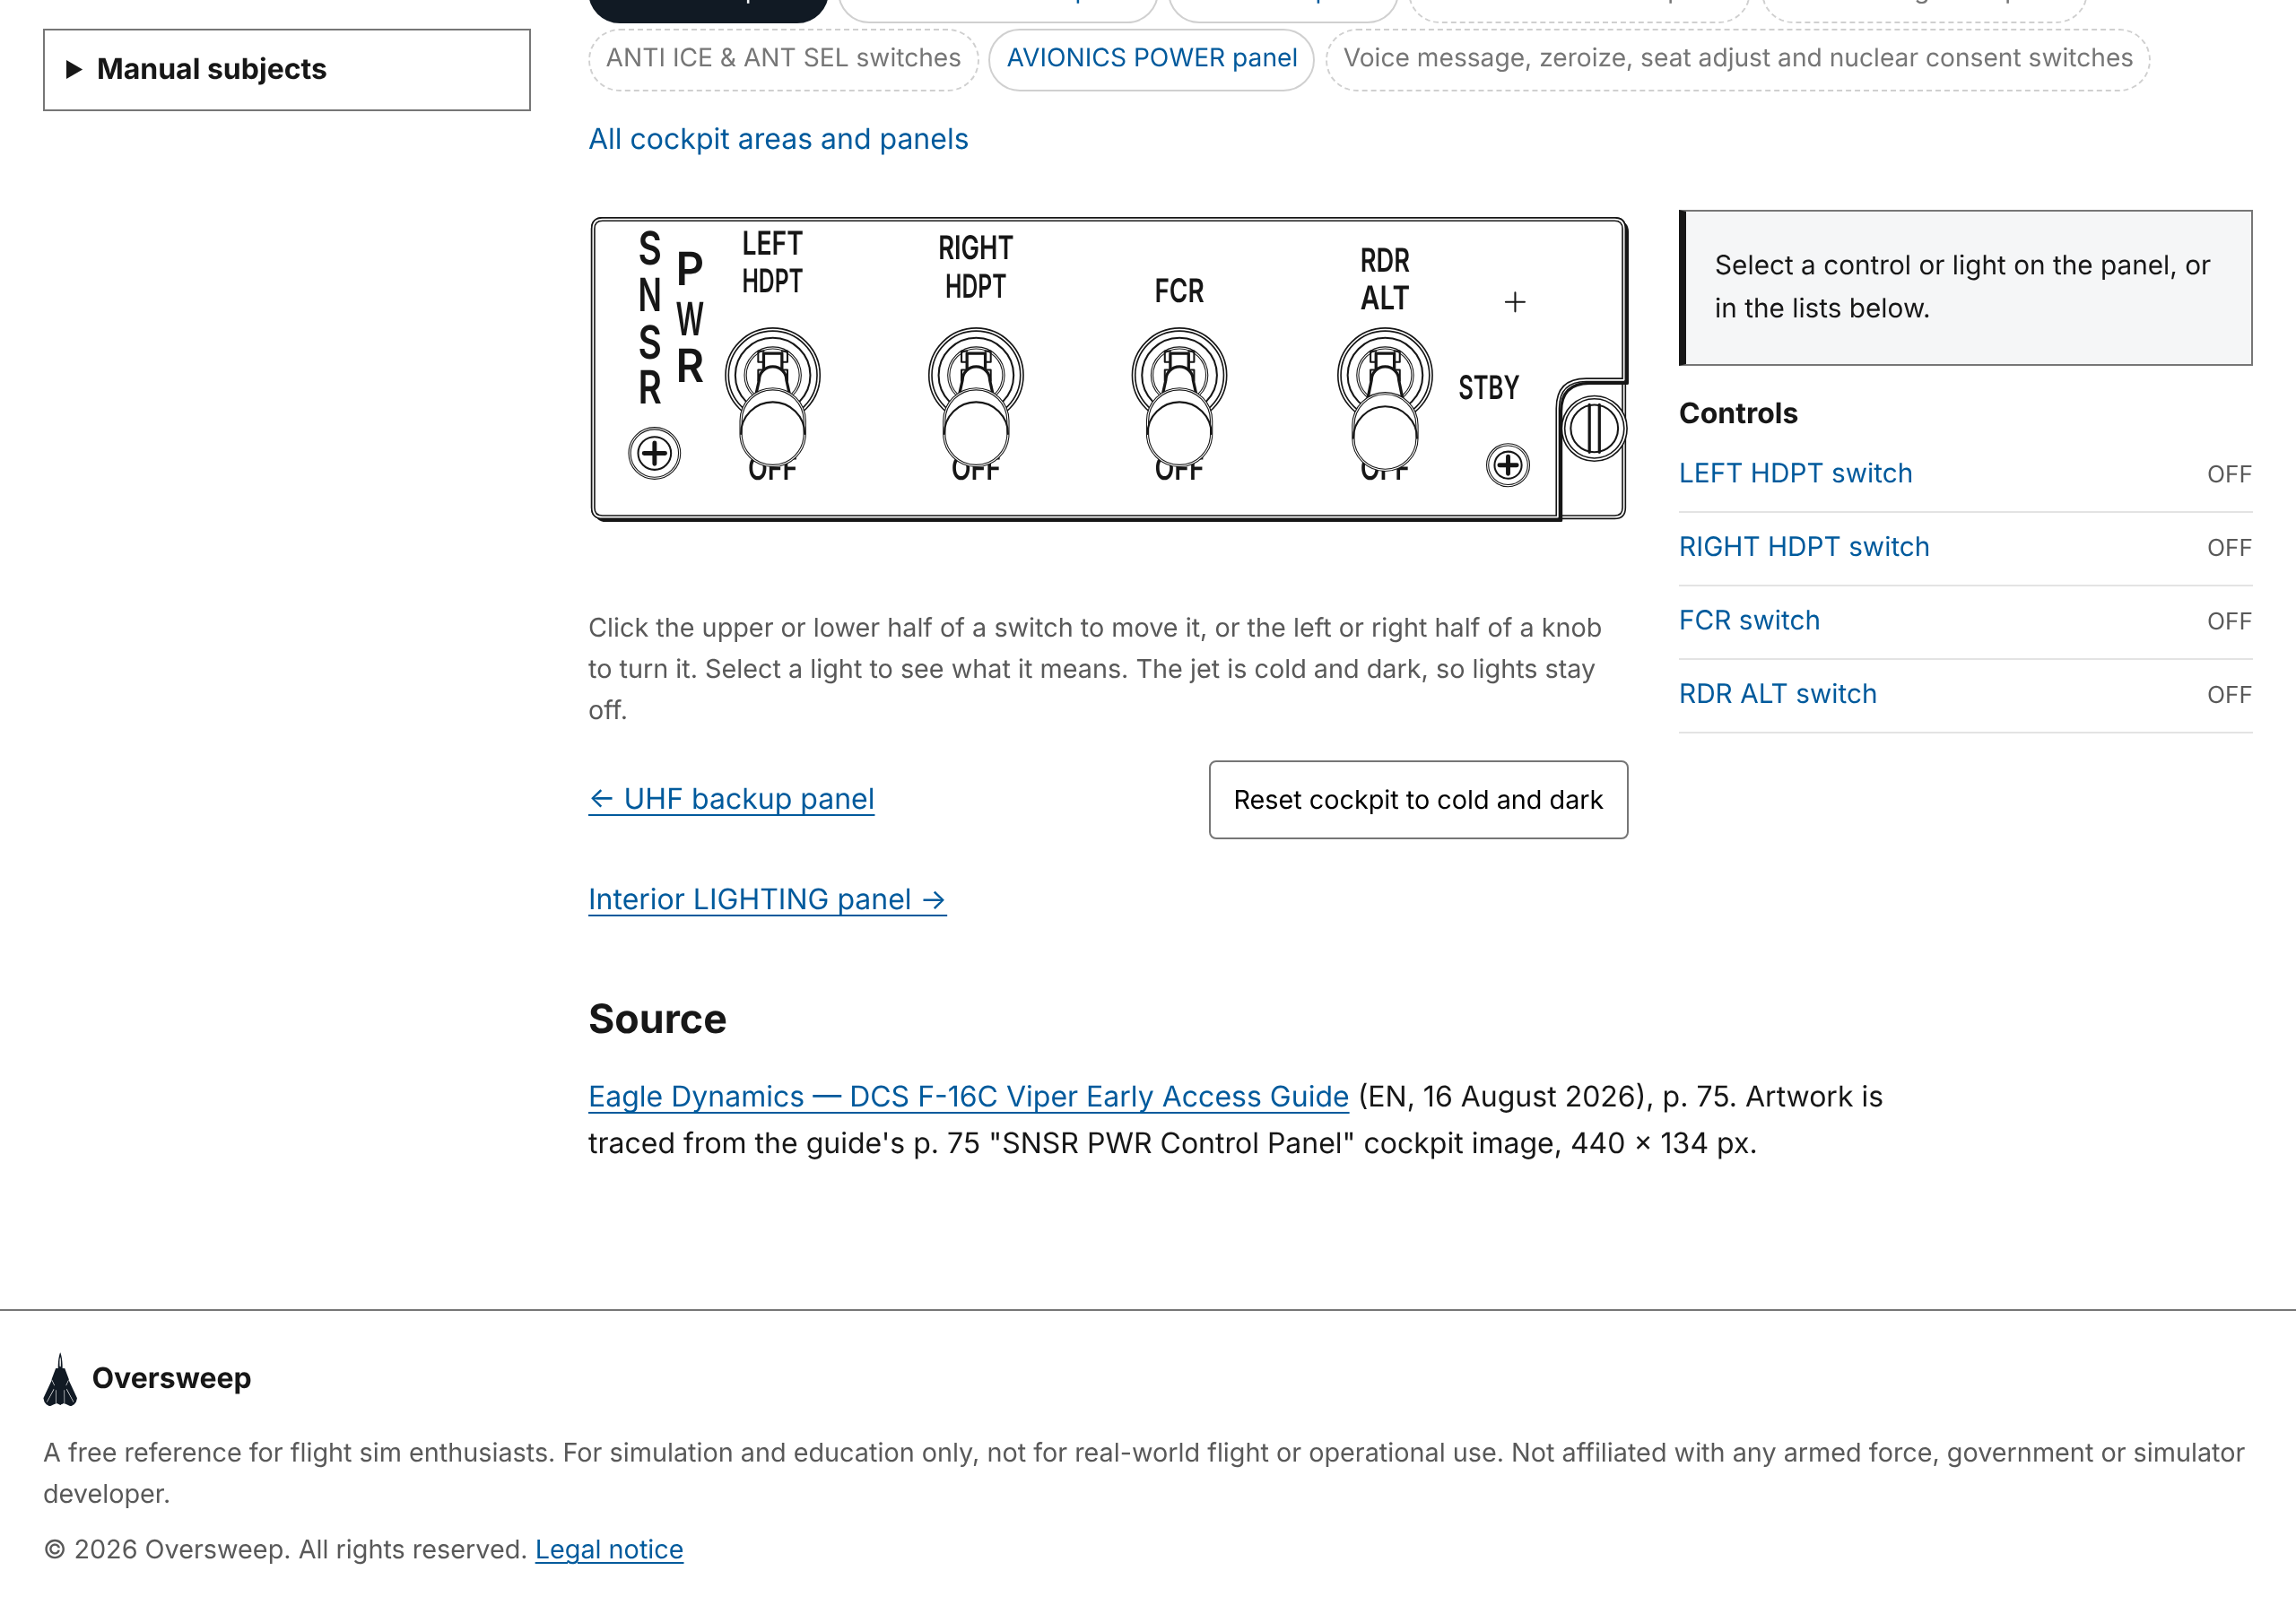 ANTI ICE & ANT SEL switches
AVIONICS POWER panel
Voice message, zeroize, seat adjust and nuclear consent switches
Manual subjects
All cockpit areas and panels
SNSR
PWR
LEFT
HDPT
RIGHT
HDPT
FCR
RDR
ALT
STBY
OFF
OFF
OFF
OFF
Select a control or light on the panel, or
in the lists below.
Controls
LEFT HDPT switch OFF
RIGHT HDPT switch OFF
FCR switch OFF
RDR ALT switch OFF
Click the upper or lower half of a switch to move it, or the left or right half of a knob
to turn it. Select a light to see what it means. The jet is cold and dark, so lights stay
off.
← UHF backup panel
Reset cockpit to cold and dark
Interior LIGHTING panel →
Source
Eagle Dynamics — DCS F-16C Viper Early Access Guide (EN, 16 August 2026), p. 75. Artwork is
traced from the guide's p. 75 "SNSR PWR Control Panel" cockpit image, 440 × 134 px.
Oversweep
A free reference for flight sim enthusiasts. For simulation and education only, not for real-world flight or operational use. Not affiliated with any armed force, government or simulator
developer.
© 2026 Oversweep. All rights reserved. Legal notice